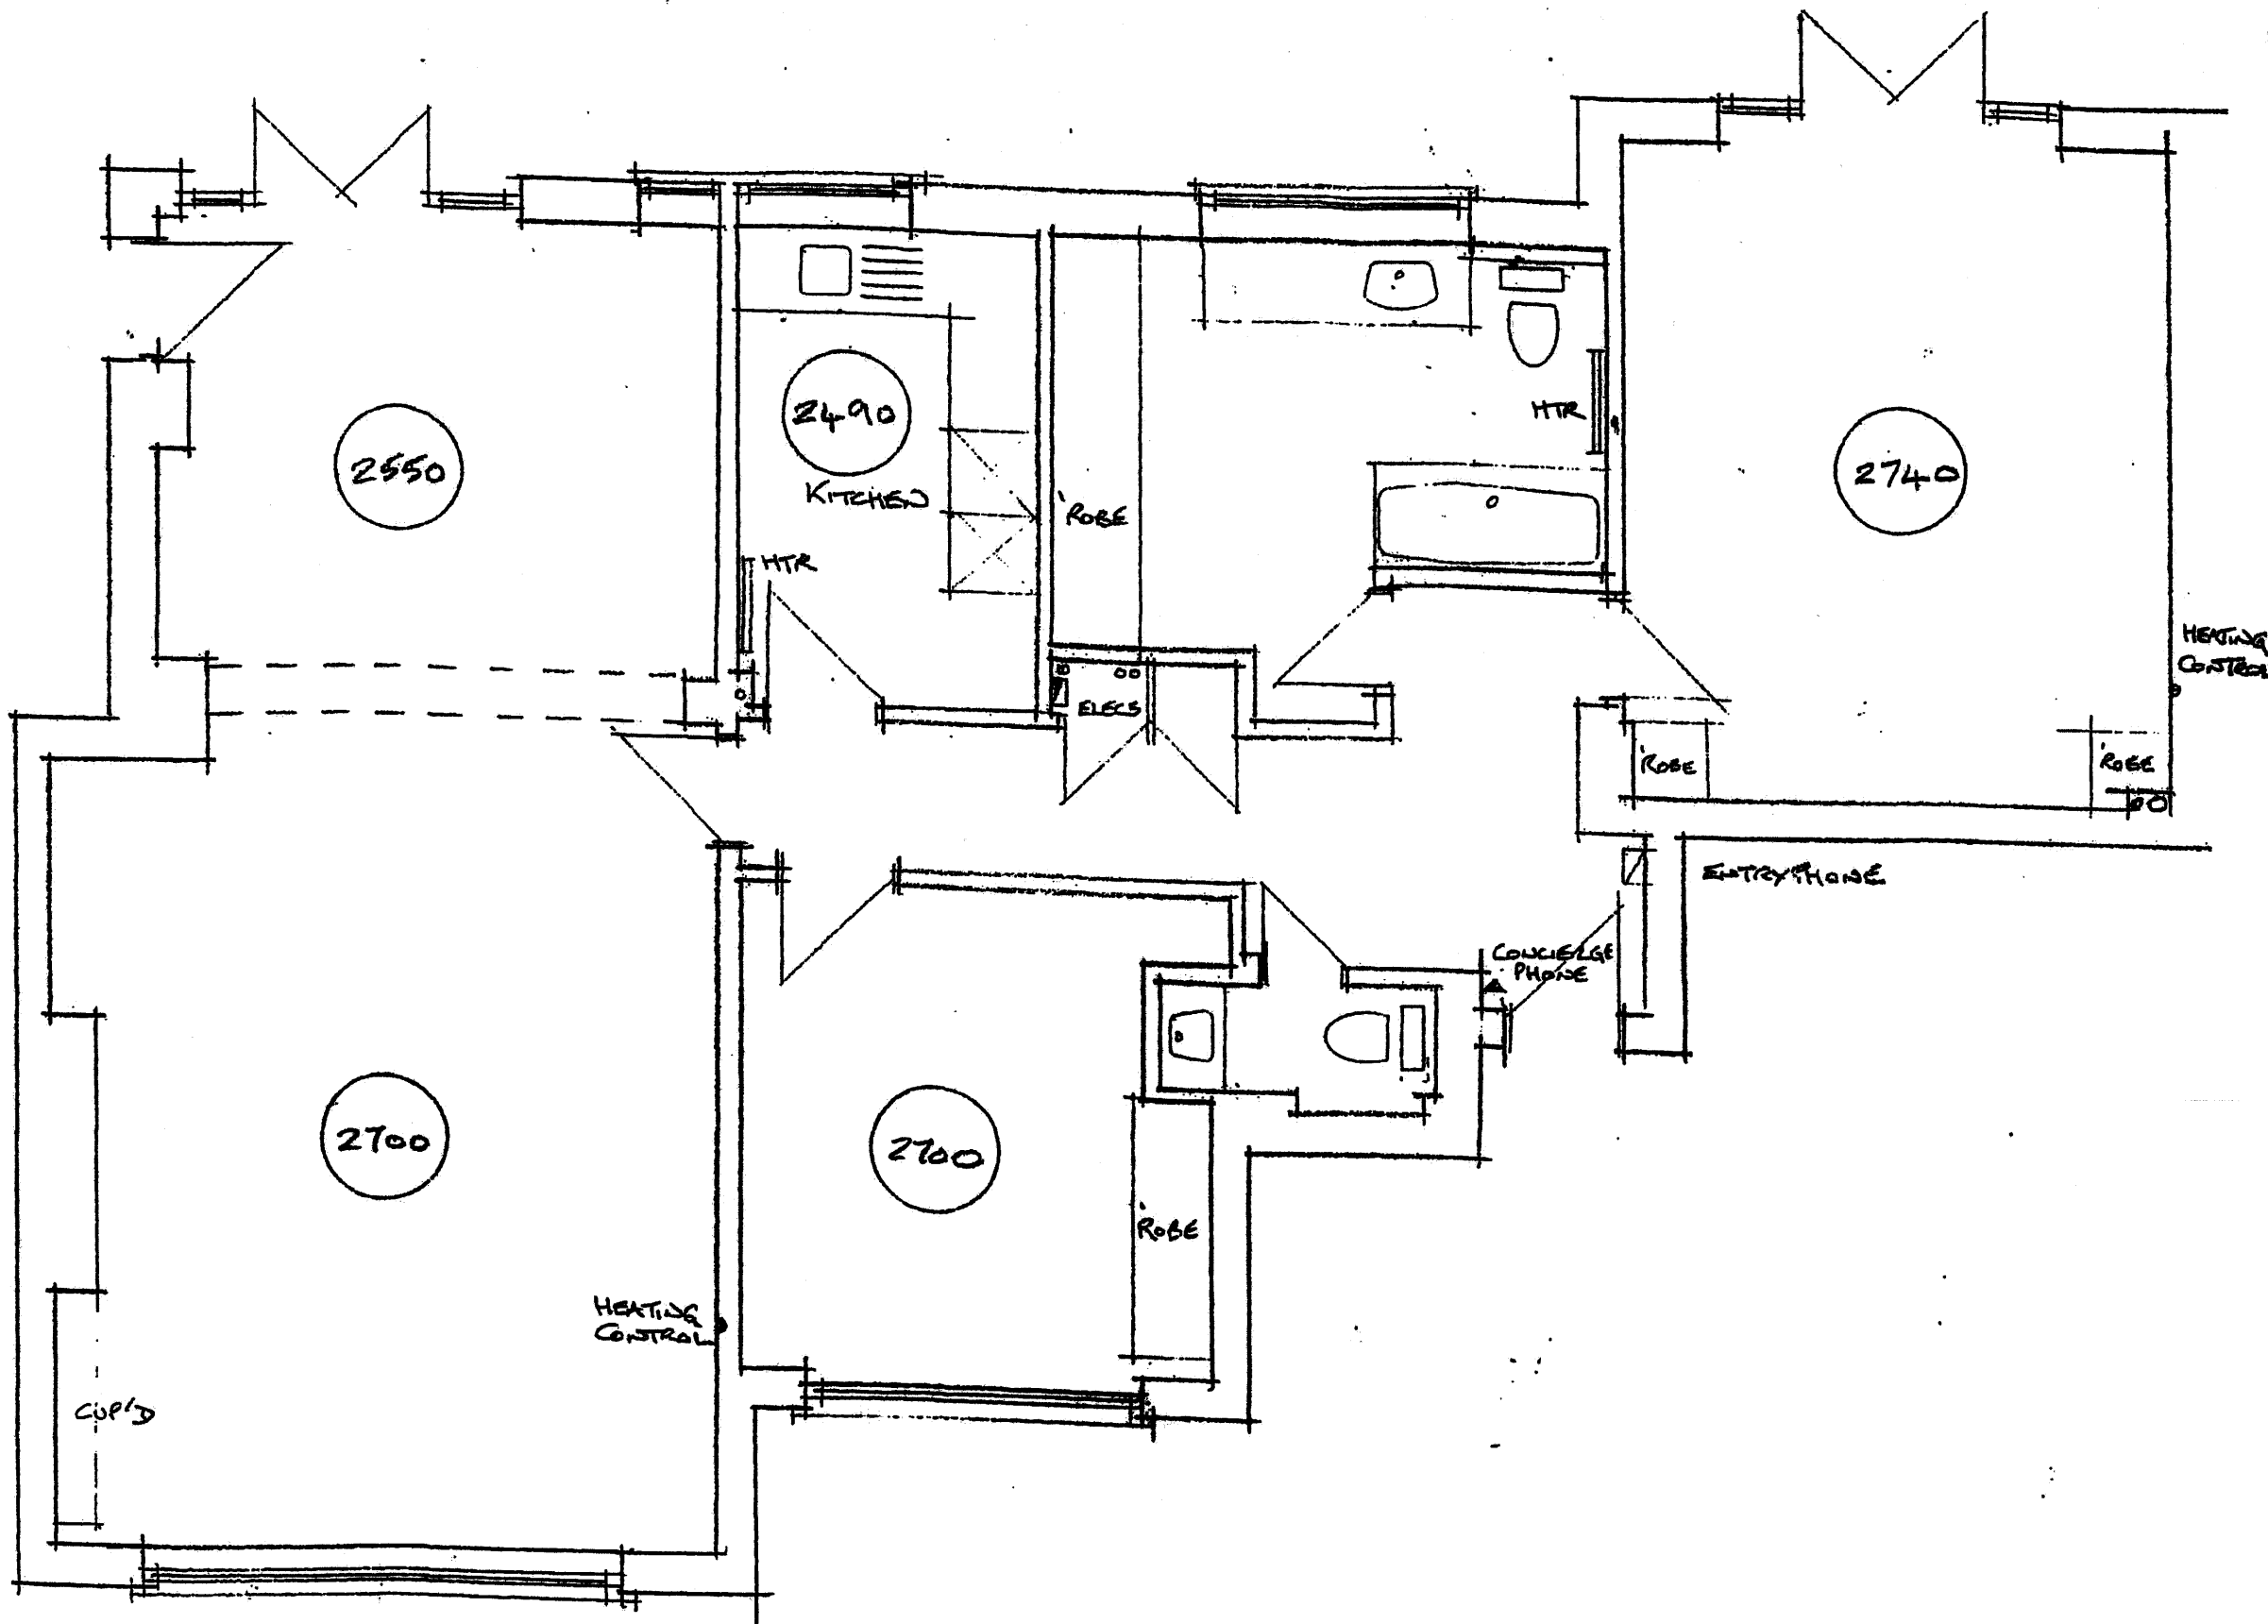 2550
2490
KITCHEN
HTR
'ROBE
HTR
2740
HEATING
CONTROL
ELECS
'ROBE
'ROBE
ENTRYPHONE
CONCIERGE
PHONE
2700
2700
'ROBE
HEATING
CONTROL
CUP'D